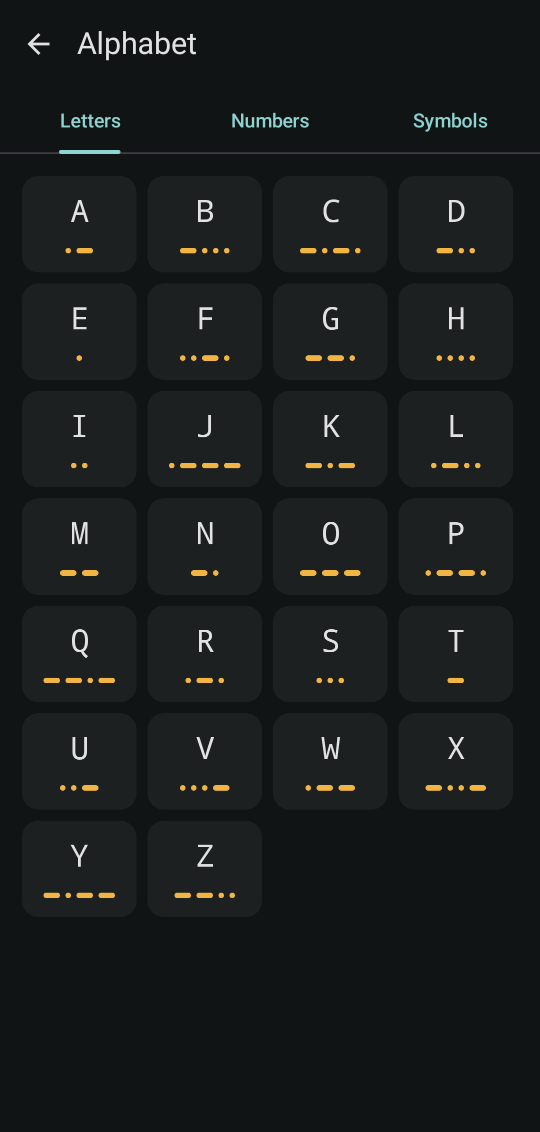 Alphabet
Letters Numbers Symbols
A B C D
·– –··· –·–· –··
E F G H
· ··–· ––· ····
I J K L
·· ·––– –·– ·–··
M N O P
–– –· ––– ·––·
Q R S T
––·– ·–· ··· –
U V W X
··– ···– ·–– –··–
Y Z
–·–– ––··